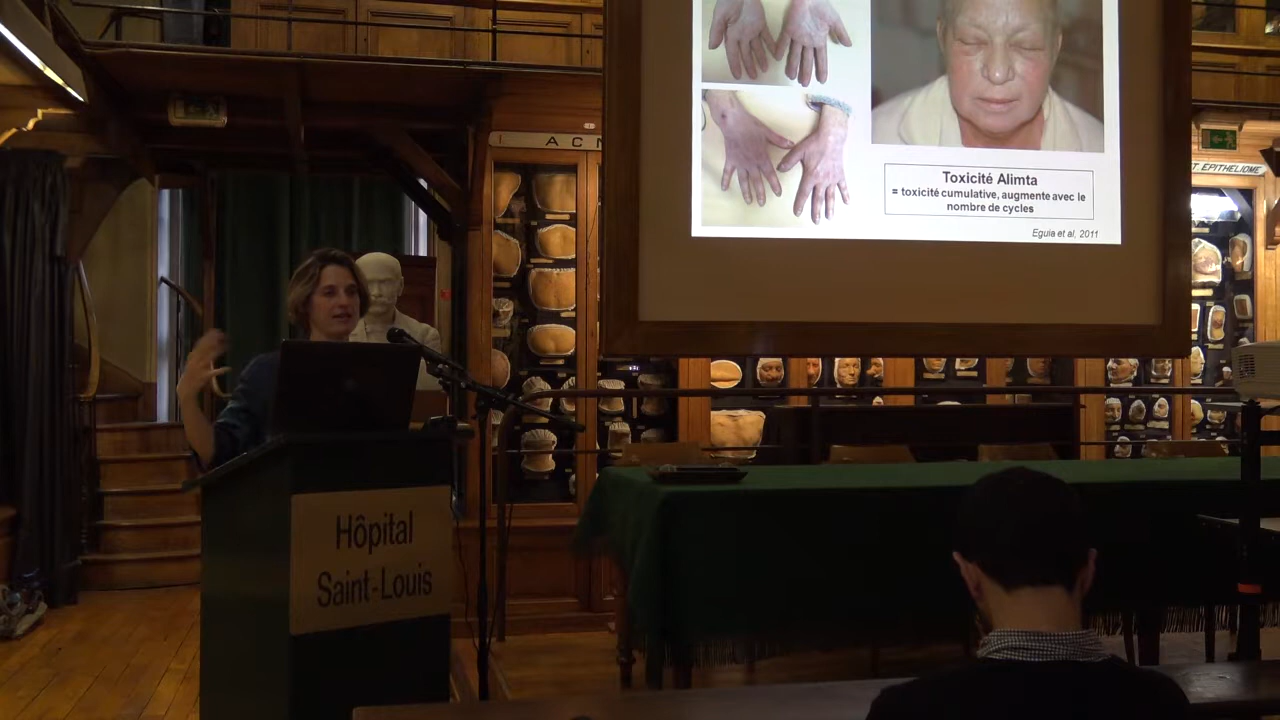 I ACN
Toxicité Alimta
= toxicité cumulative, augmente avec le
nombre de cycles
Eguia et al, 2011
ET EPITHELIOME
Hôpital
Saint-Louis